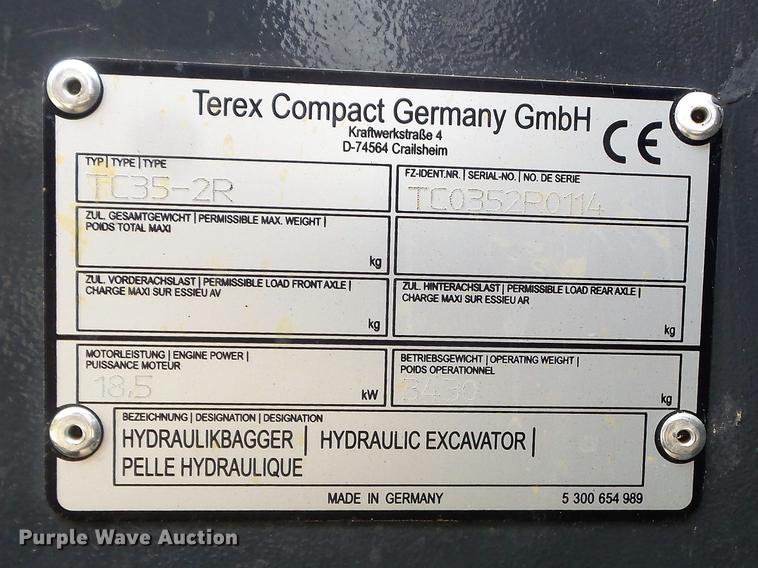 Terex Compact Germany GmbH
Kraftwerkstraße 4
D-74564 Crailsheim
CE
TYP | TYPE | TYPE
TC35-2R
FZ-IDENT.NR. | SERIAL-NO. | NO. DE SERIE
TC0352R0114
ZUL. GESAMTGEWICHT | PERMISSIBLE MAX. WEIGHT |
POIDS TOTAL MAXI
kg
ZUL. VORDERACHSLAST | PERMISSIBLE LOAD FRONT AXLE |
CHARGE MAXI SUR ESSIEU AV
kg
ZUL. HINTERACHSLAST | PERMISSIBLE LOAD REAR AXLE |
CHARGE MAXI SUR ESSIEU AR
kg
MOTORLEISTUNG | ENGINE POWER |
PUISSANCE MOTEUR
18,5 kW
BETRIEBSGEWICHT | OPERATING WEIGHT |
POIDS OPERATIONNEL
3430 kg
BEZEICHNUNG | DESIGNATION | DESIGNATION
HYDRAULIKBAGGER | HYDRAULIC EXCAVATOR |
PELLE HYDRAULIQUE
MADE IN GERMANY 5 300 654 989
Purple Wave Auction